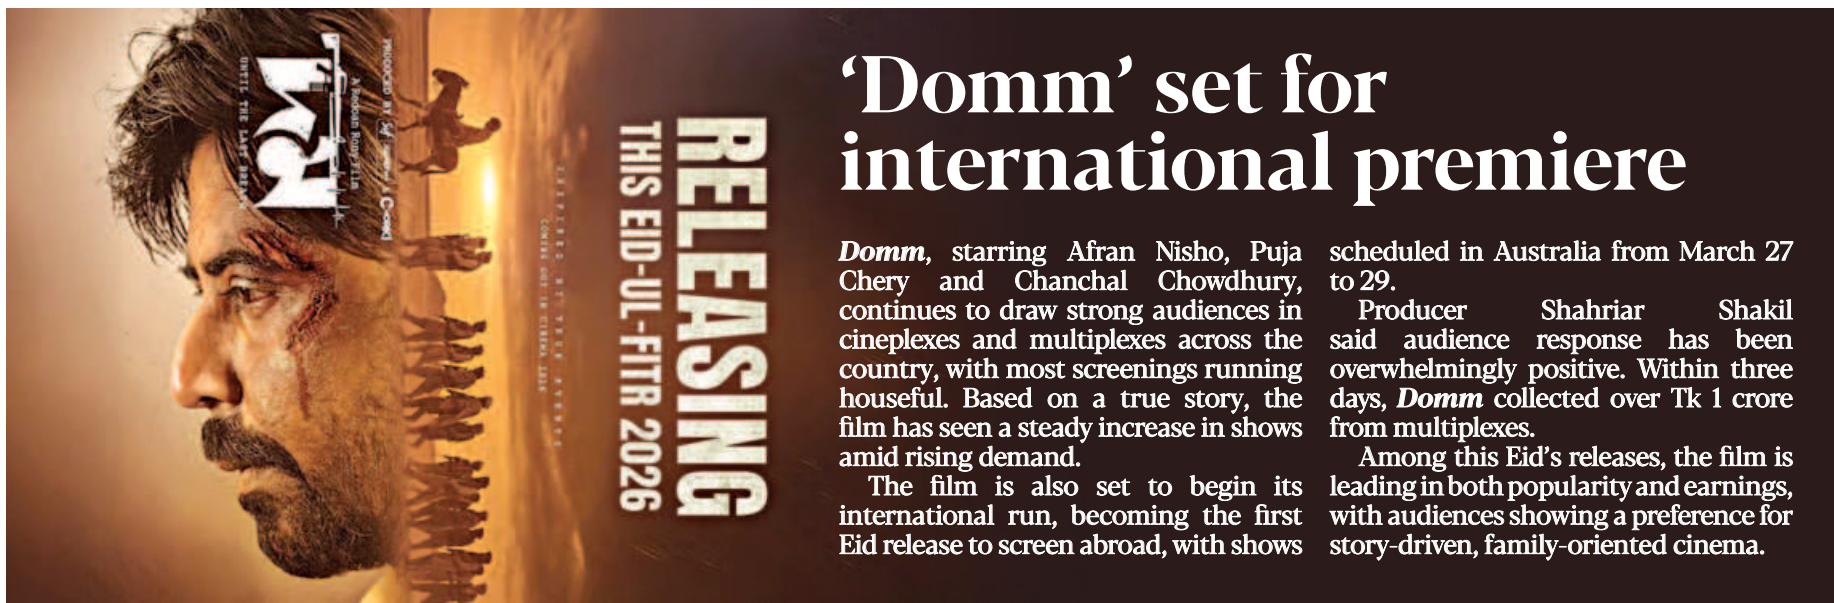 দম
UNTIL THE LAST BREATH
A Redoan Rony Film
PRODUCED BY
RELEASING
THIS EID-UL-FITR 2026
‘Domm’ set for
international premiere
Domm, starring Afran Nisho, Puja
Chery and Chanchal Chowdhury,
continues to draw strong audiences in
cineplexes and multiplexes across the
country, with most screenings running
houseful. Based on a true story, the
film has seen a steady increase in shows
amid rising demand.
The film is also set to begin its
international run, becoming the first
Eid release to screen abroad, with shows
scheduled in Australia from March 27
to 29.
Producer Shahriar Shakil
said audience response has been
overwhelmingly positive. Within three
days, Domm collected over Tk 1 crore
from multiplexes.
Among this Eid’s releases, the film is
leading in both popularity and earnings,
with audiences showing a preference for
story-driven, family-oriented cinema.